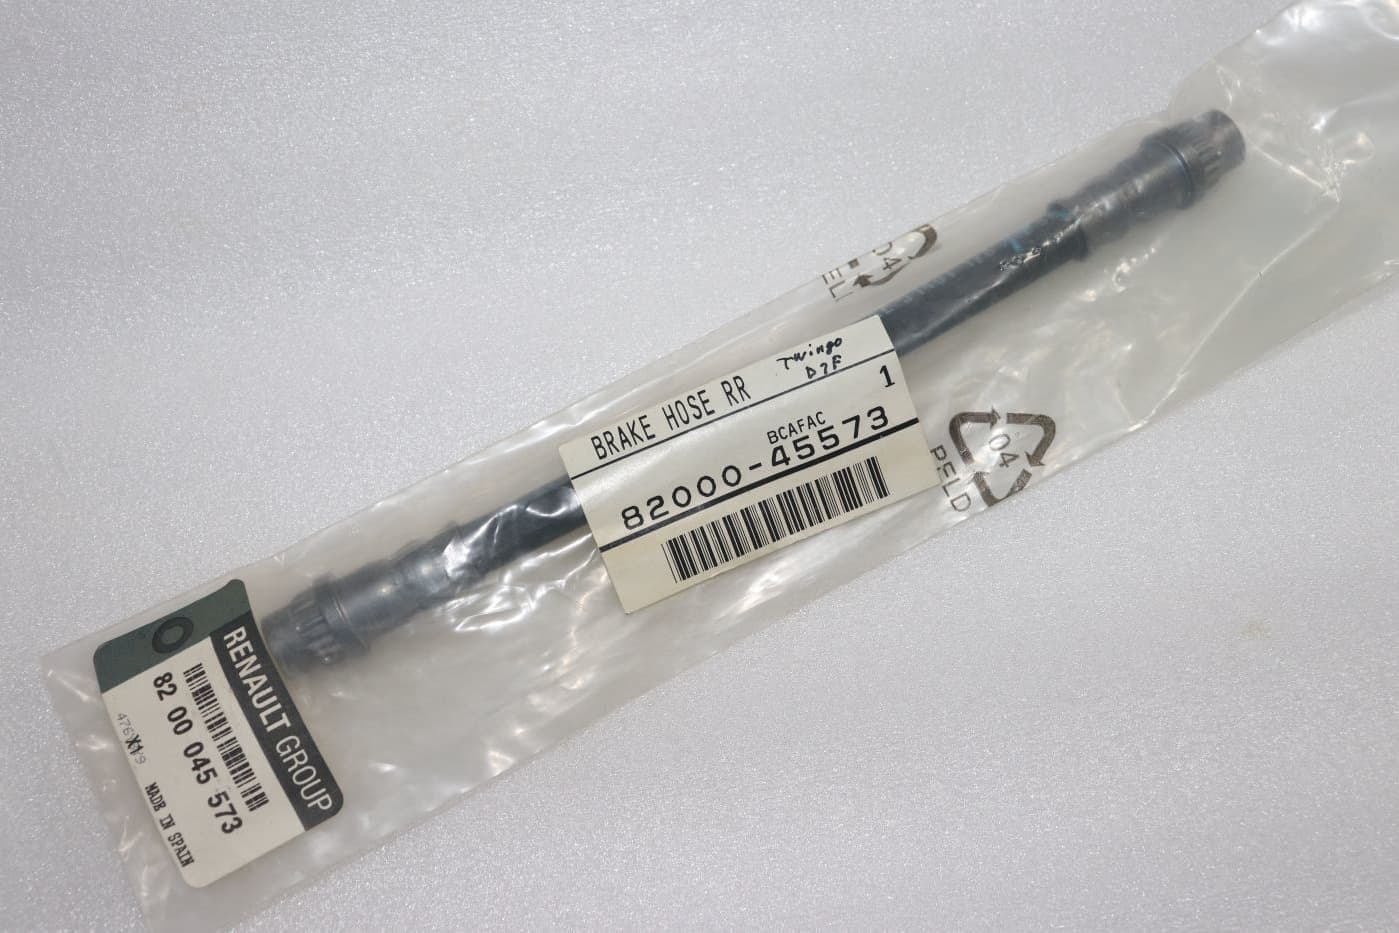 04
PELD
Twingo
D7F
BRAKE HOSE RR
1
BCAFAC
82000-45573
04
PELD
RENAULT GROUP
82 00 045 573
X1
MADE IN SPAIN